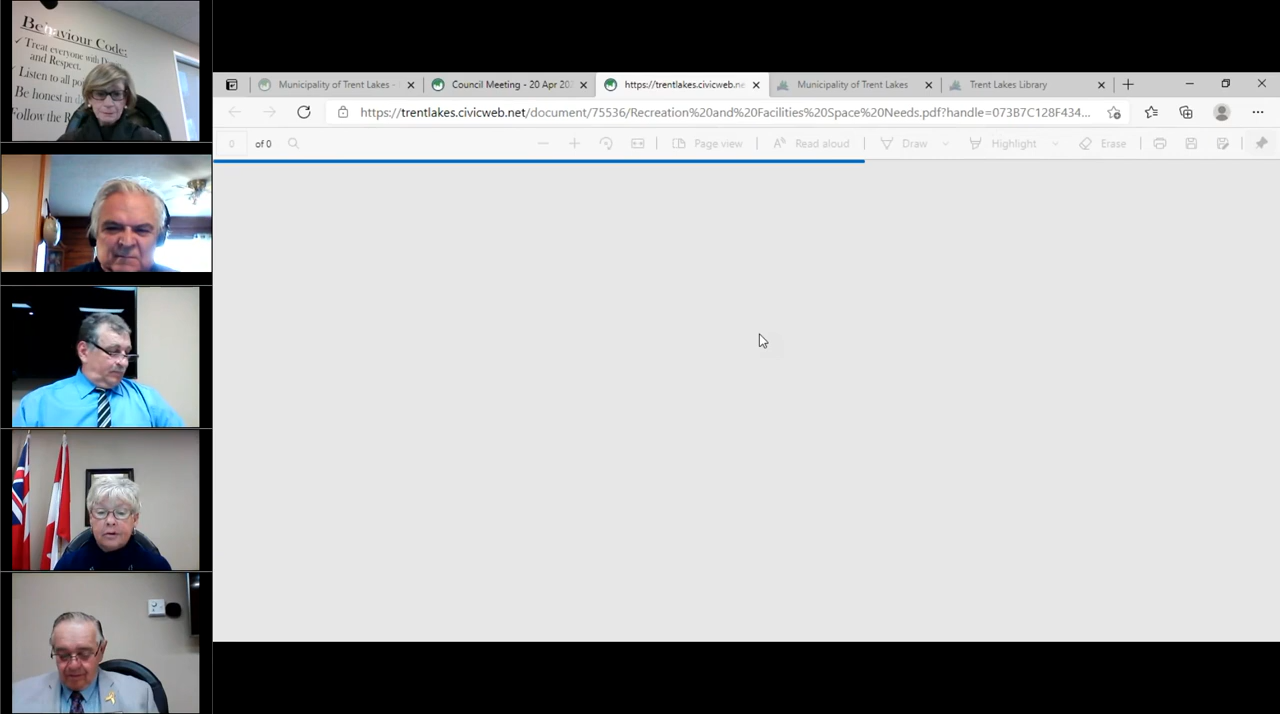 Behaviour Code:
✓ Treat everyone with
and Respect.
Listen to all
Be honest in
Follow the
Municipality of Trent Lakes -
Council Meeting - 20 Apr 202
https://trentlakes.civicweb.ne
Municipality of Trent Lakes
Trent Lakes Library
https://trentlakes.civicweb.net/document/75536/Recreation%20and%20Facilities%20Space%20Needs.pdf?handle=073B7C128F434...
0 of 0
Page view
Read aloud
Draw
Highlight
Erase